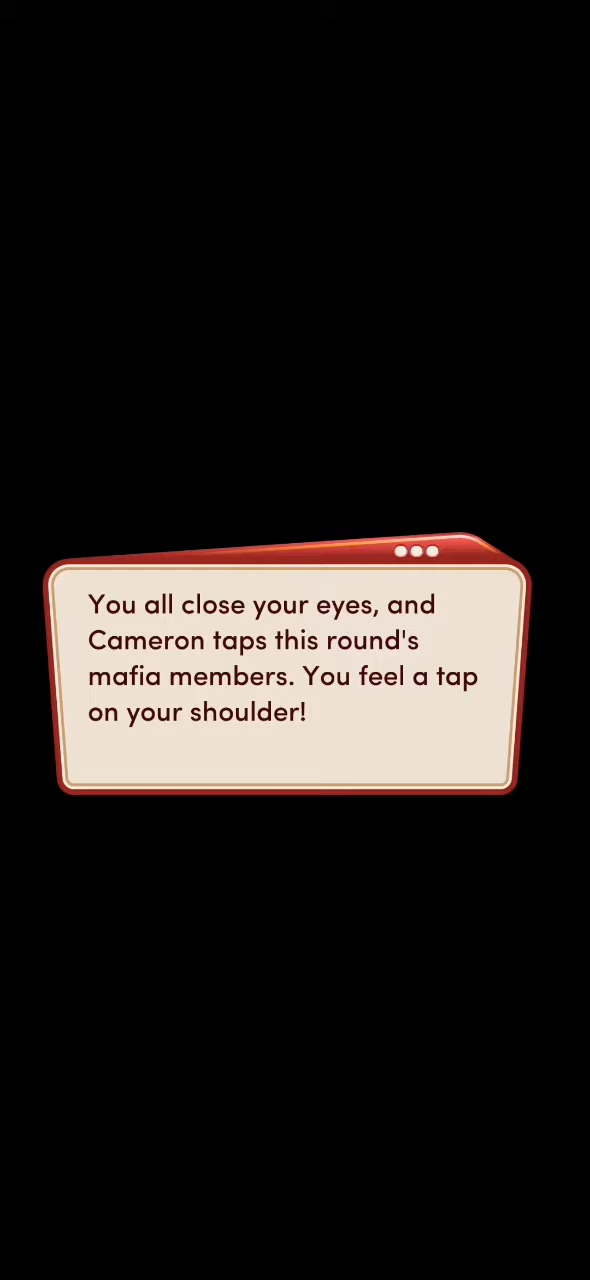 You all close your eyes, and
Cameron taps this round's
mafia members. You feel a tap
on your shoulder!